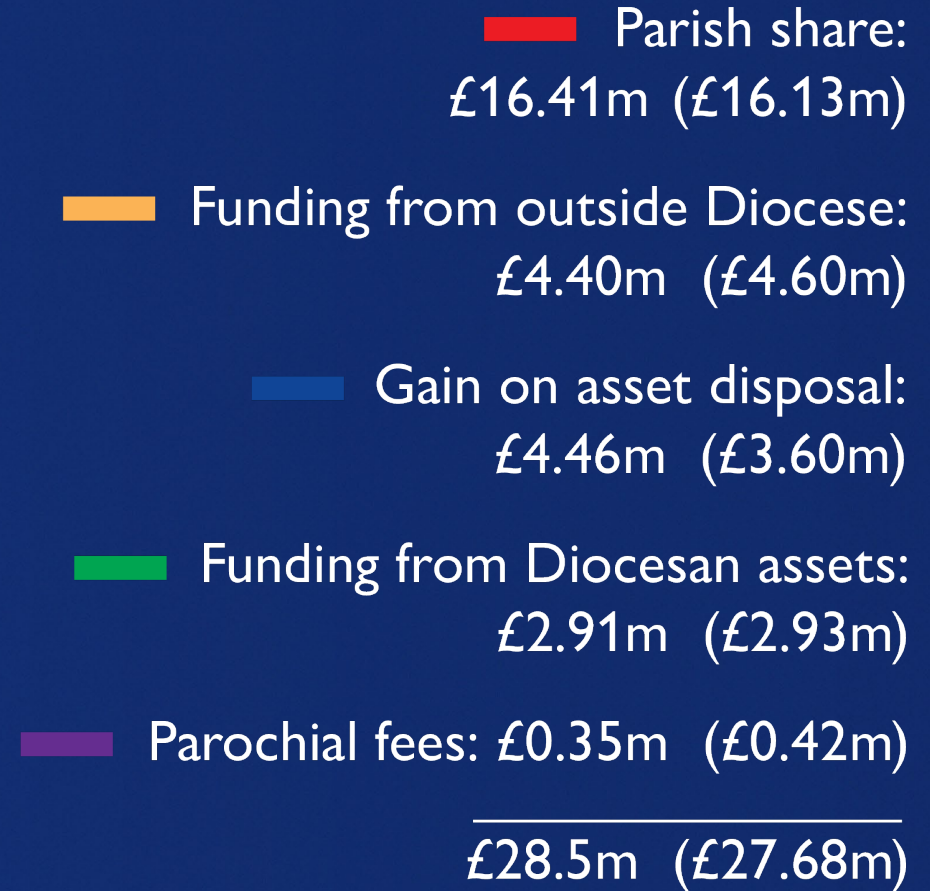 Parish share:
£16.41m (£16.13m)
Funding from outside Diocese:
£4.40m (£4.60m)
Gain on asset disposal:
£4.46m (£3.60m)
Funding from Diocesan assets:
£2.91m (£2.93m)
Parochial fees: £0.35m (£0.42m)
£28.5m (£27.68m)